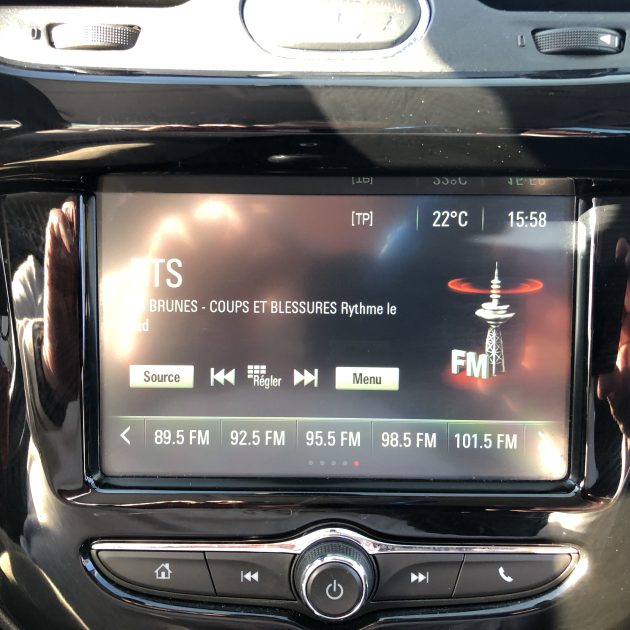 [TP] 22°C 15:58
TS
BRUNES - COUPS ET BLESSURES Rythme le
FM
Source Régler Menu
89.5 FM 92.5 FM 95.5 FM 98.5 FM 101.5 FM